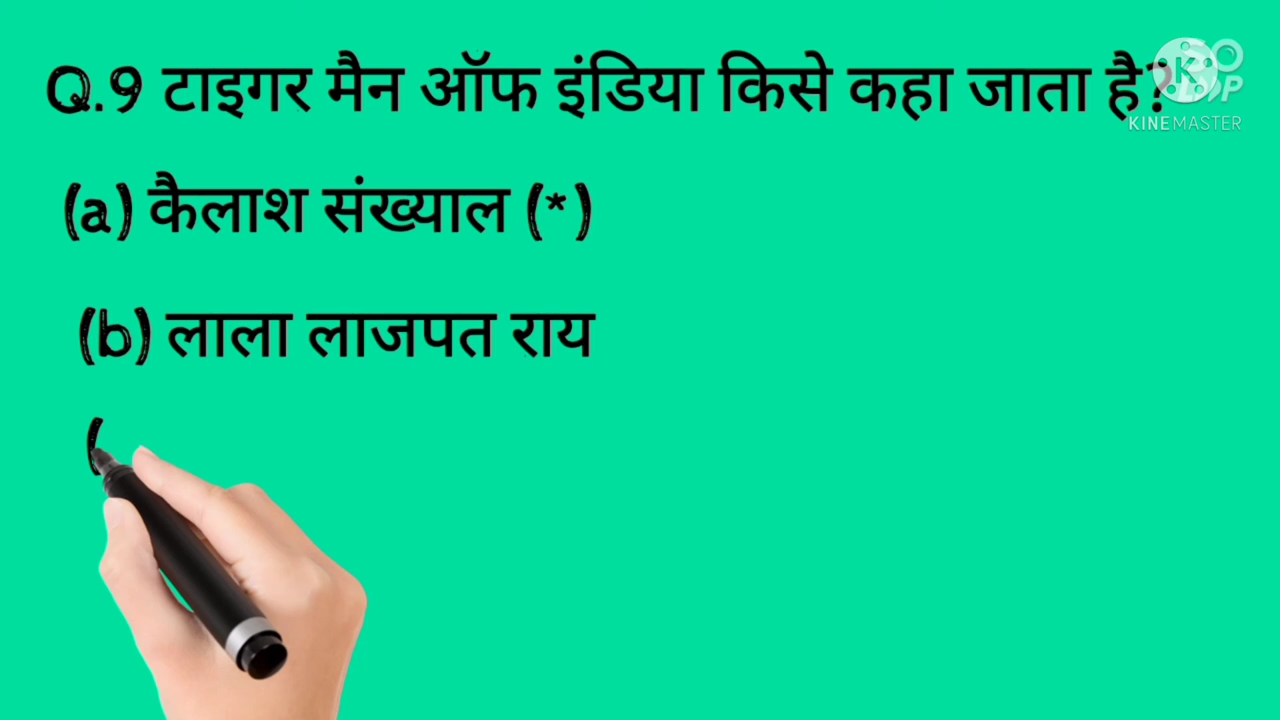 Q.9 टाइगर मैन ऑफ इंडिया किसे कहा जाता है?
KINEMASTER
(a) कैलाश संख्याल (*)
(b) लाला लाजपत राय
(